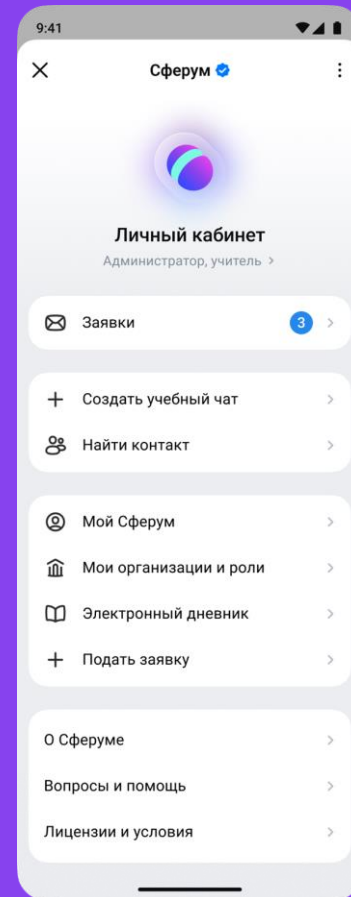 9:41
Сферум
Личный кабинет
Администратор, учитель
Заявки 3
Создать учебный чат
Найти контакт
Мой Сферум
Мои организации и роли
Электронный дневник
Подать заявку
О Сферуме
Вопросы и помощь
Лицензии и условия